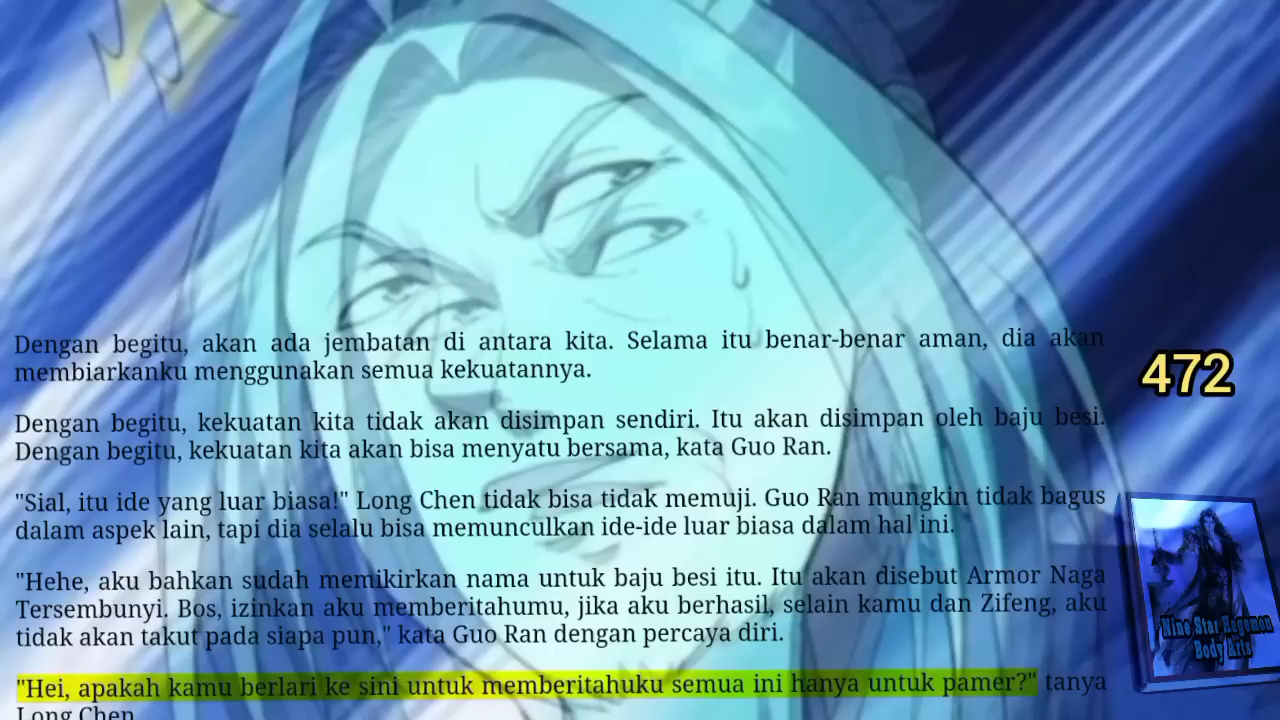 Dengan begitu, akan ada jembatan di antara kita. Selama itu benar-benar aman, dia akan
membiarkanku menggunakan semua kekuatannya.
Dengan begitu, kekuatan kita tidak akan disimpan sendiri. Itu akan disimpan oleh baju besi.
Dengan begitu, kekuatan kita akan bisa menyatu bersama, kata Guo Ran.
"Sial, itu ide yang luar biasa!" Long Chen tidak bisa tidak memuji. Guo Ran mungkin tidak bagus
dalam aspek lain, tapi dia selalu bisa memunculkan ide-ide luar biasa dalam hal ini.
"Hehe, aku bahkan sudah memikirkan nama untuk baju besi itu. Itu akan disebut Armor Naga
Tersembunyi. Bos, izinkan aku memberitahumu, jika aku berhasil, selain kamu dan Zifeng, aku
tidak akan takut pada siapa pun," kata Guo Ran dengan percaya diri.
"Hei, apakah kamu berlari ke sini untuk memberitahuku semua ini hanya untuk pamer?" tanya
Long Chen
472
Nine Star Hegemon
Body Arts